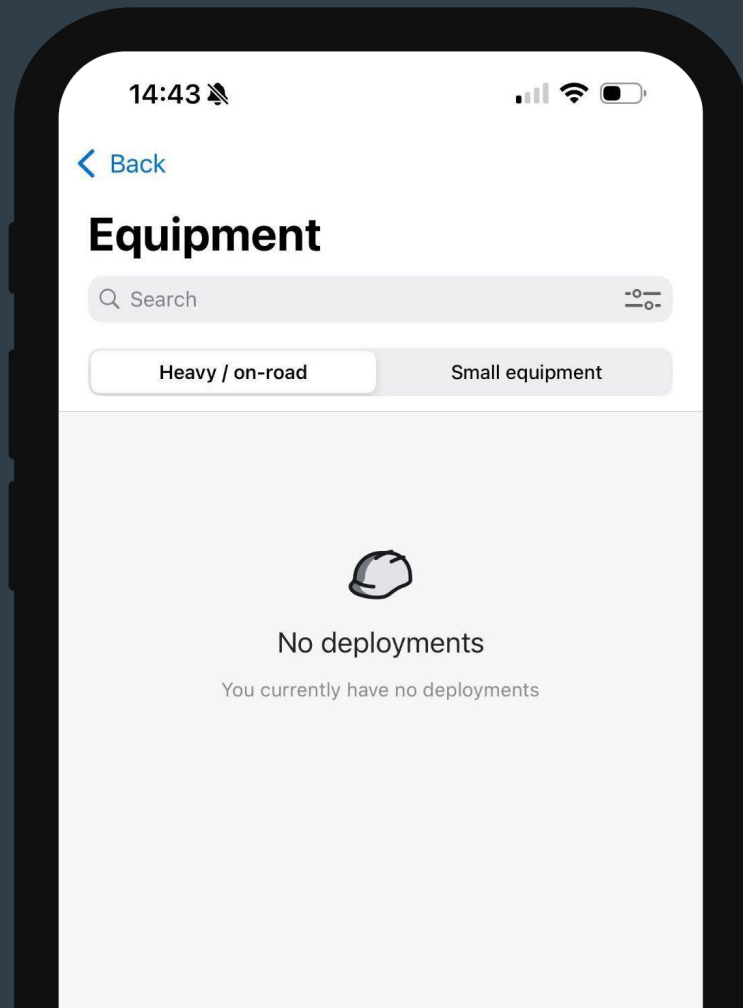 14:43
Back
Equipment
Search
Heavy / on-road
Small equipment
No deployments
You currently have no deployments